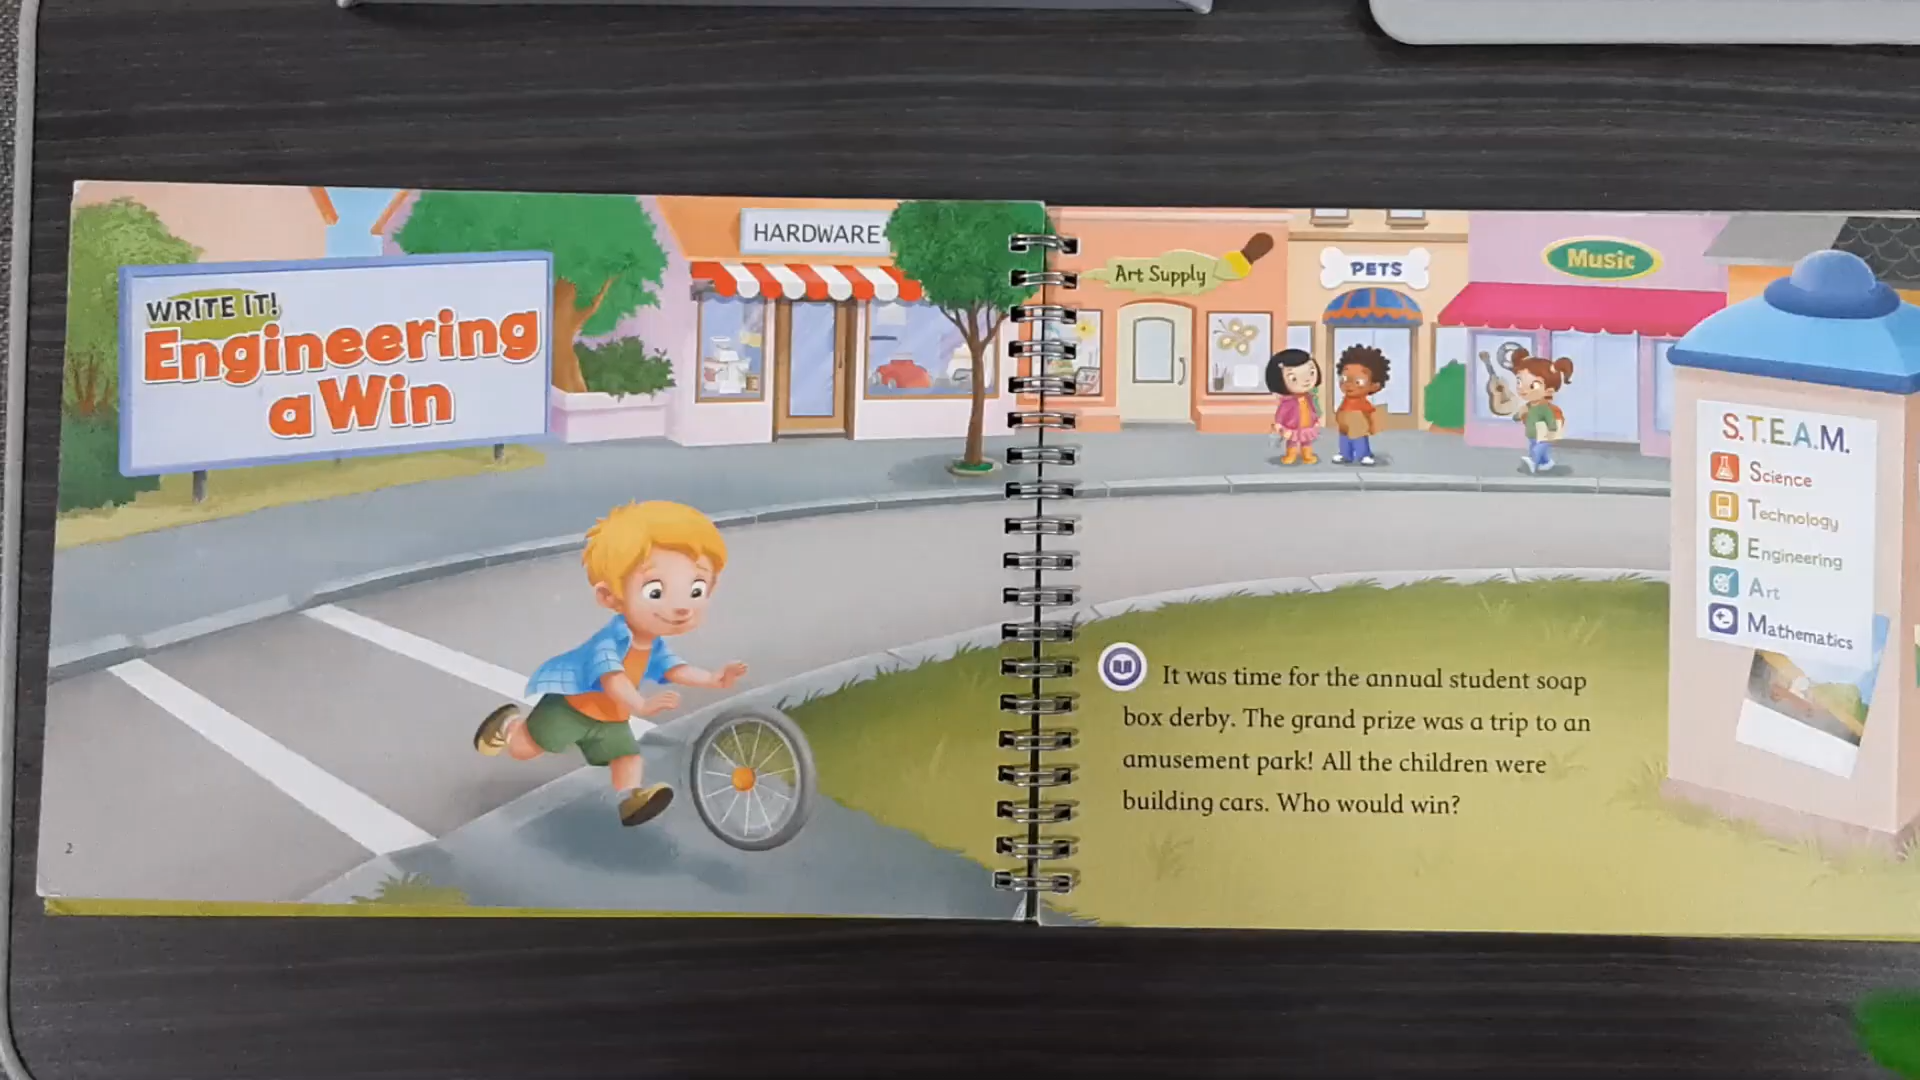 WRITE IT!
Engineering
a Win
HARDWARE
Art Supply
PETS
Music
S.T.E.A.M.
Science
Technology
Engineering
Art
Mathematics
It was time for the annual student soap
box derby. The grand prize was a trip to an
amusement park! All the children were
building cars. Who would win?
2